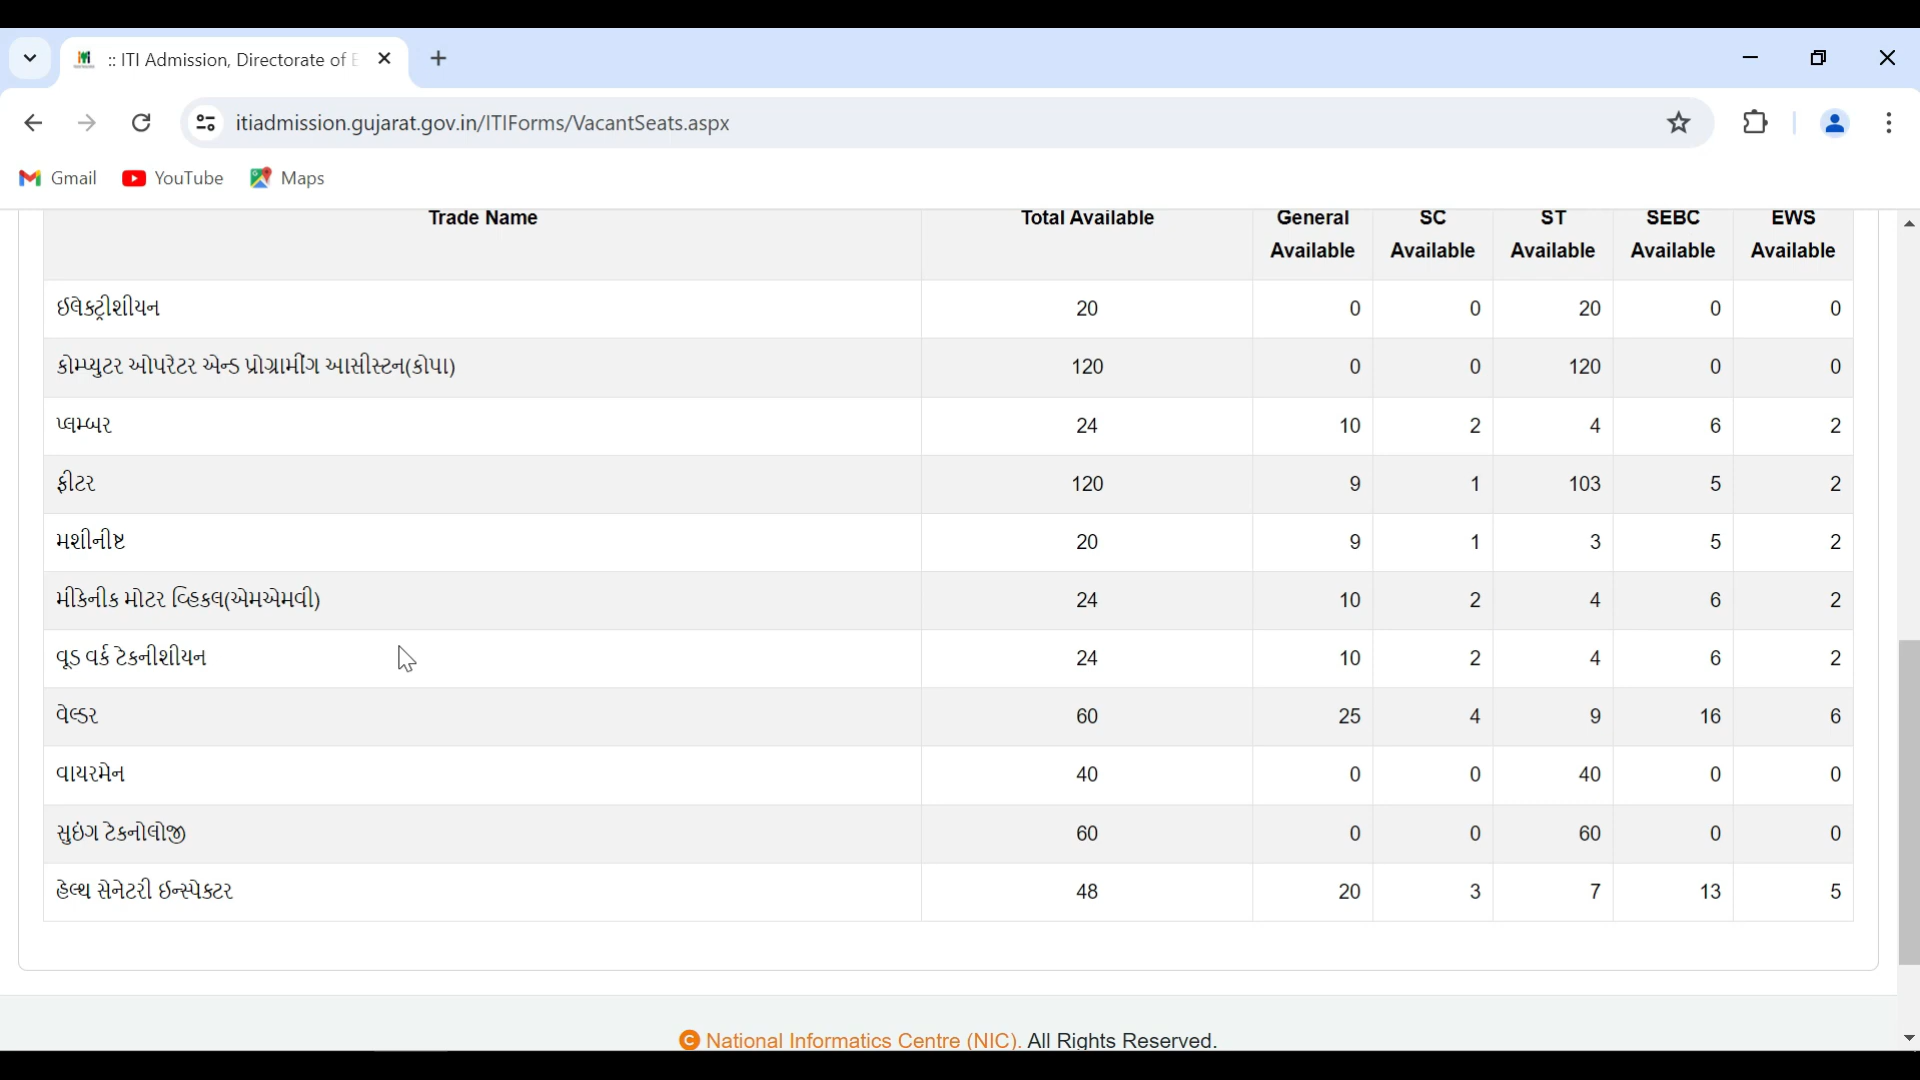 :: ITI Admission, Directorate of E
itiadmission.gujarat.gov.in/ITIForms/VacantSeats.aspx
Gmail YouTube Maps
Trade Name Total Available General Available SC Available ST Available SEBC Available EWS Available
ઈલેક્ટ્રીશીયન 20 0 0 20 0 0
કોમ્પ્યુટર ઓપરેટર એન્ડ પ્રોગ્રામીંગ આસીસ્ટન(કોપા) 120 0 0 120 0 0
પ્લમ્બર 24 10 2 4 6 2
ફીટર 120 9 1 103 5 2
મશીનીષ્ટ 20 9 1 3 5 2
મીકેનીક મોટર વ્હિકલ(એમએમવી) 24 10 2 4 6 2
વૂડ વર્ક ટેકનીશીયન 24 10 2 4 6 2
વેલ્ડર 60 25 4 9 16 6
વાયરમેન 40 0 0 40 0 0
સુઇંગ ટેકનોલોજી 60 0 0 60 0 0
હેલ્થ સેનેટરી ઈન્સ્પેક્ટર 48 20 3 7 13 5
C National Informatics Centre (NIC). All Rights Reserved.